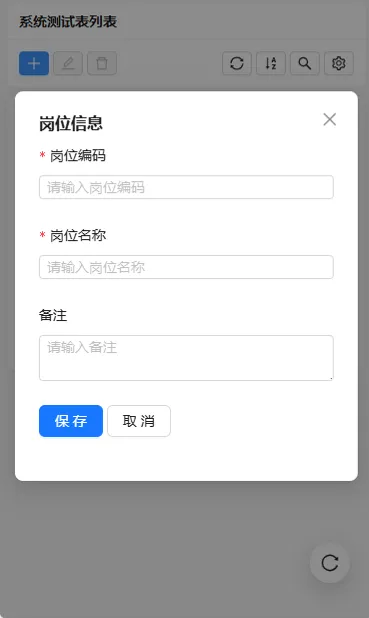 系统测试表列表
岗位信息
* 岗位编码
请输入岗位编码
* 岗位名称
请输入岗位名称
备注
请输入备注
保 存 取 消